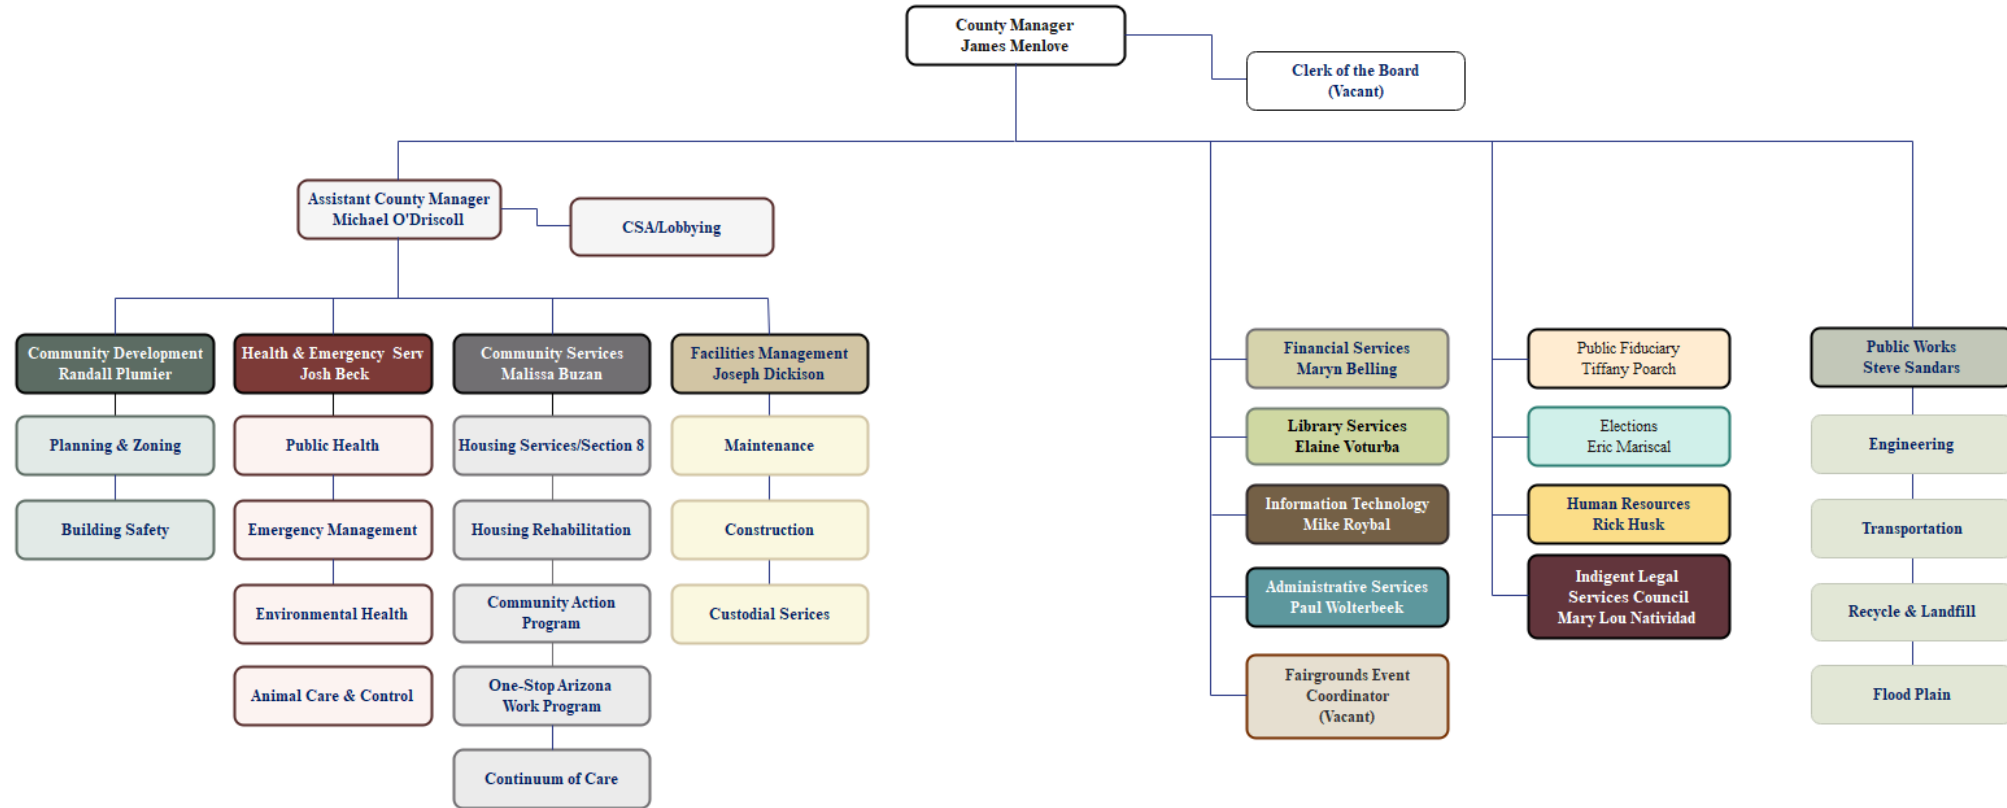 County Manager
James Menlove
Clerk of the Board
(Vacant)
Assistant County Manager
Michael O'Driscoll
CSA/Lobbying
Community Development
Randall Plumier
Planning & Zoning
Building Safety
Health & Emergency  Serv
Josh Beck
Public Health
Emergency Management
Environmental Health
Animal Care & Control
Community Services
Malissa Buzan
Housing Services/Section 8
Housing Rehabilitation
Community Action
Program
One-Stop Arizona
Work Program
Continuum of Care
Facilities Management
Joseph Dickison
Maintenance
Construction
Custodial Serices
Financial Services
Maryn Belling
Library Services
Elaine Voturba
Information Technology
Mike Roybal
Administrative Services
Paul Wolterbeek
Fairgrounds Event
Coordinator
(Vacant)
Public Fiduciary
Tiffany Poarch
Elections
Eric Mariscal
Human Resources
Rick Husk
Indigent Legal
Services Council
Mary Lou Natividad
Public Works
Steve Sandars
Engineering
Transportation
Recycle & Landfill
Flood Plain